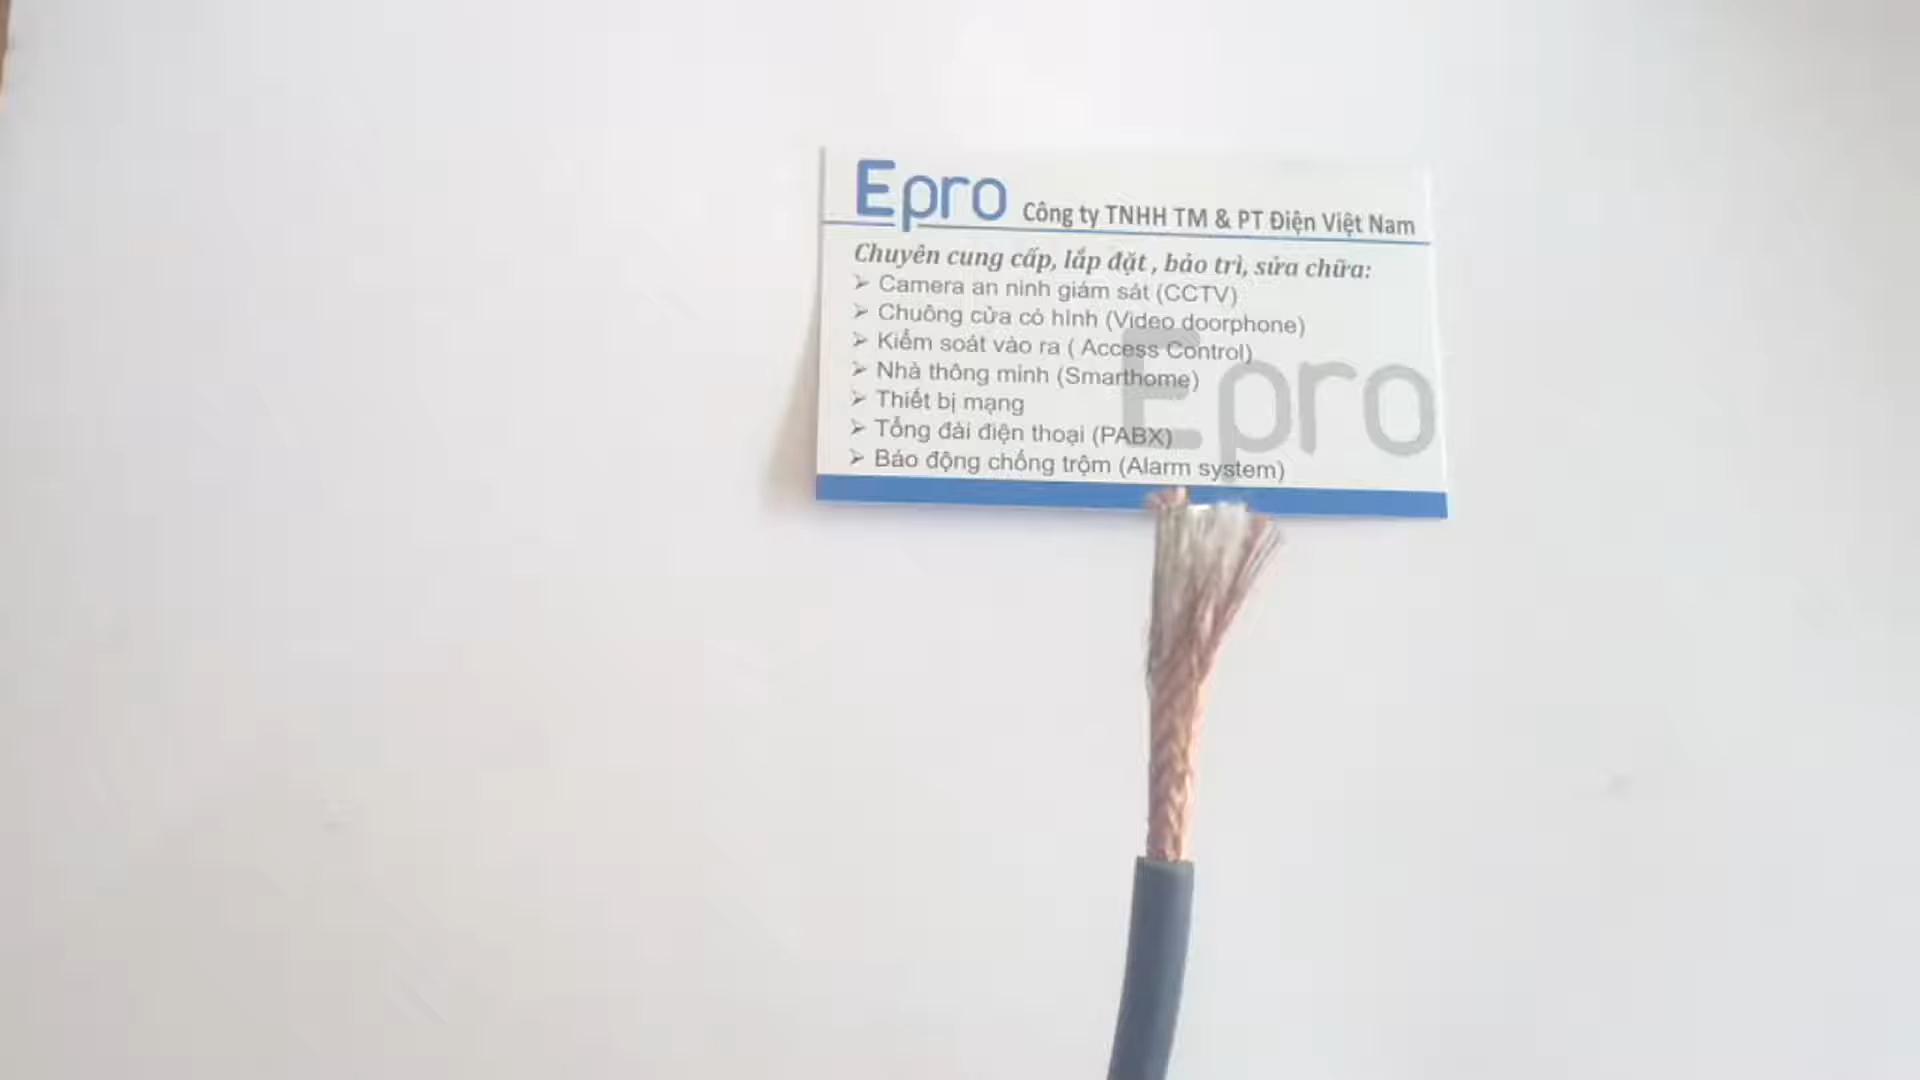 Epro Công ty TNHH TM & PT Điện Việt Nam
Chuyên cung cấp, lắp đặt , bảo trì, sửa chữa:
➢ Camera an ninh giám sát (CCTV)
➢ Chuông cửa có hình (Video doorphone)
➢ Kiểm soát vào ra ( Access Control)
➢ Nhà thông minh (Smarthome)
➢ Thiết bị mạng
➢ Tổng đài điện thoại (PABX)
➢ Báo động chống trộm (Alarm system)
Epro